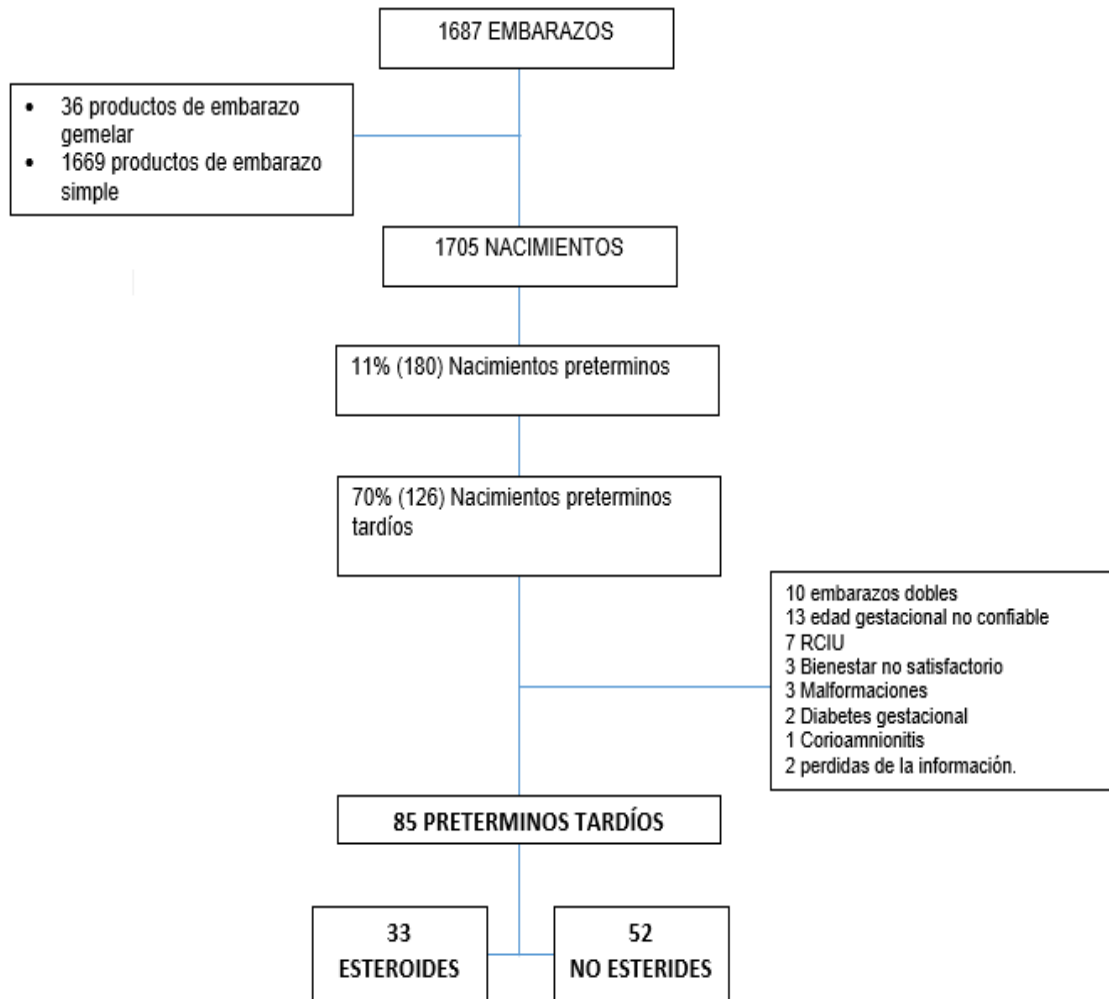 1687 EMBARAZOS
• 36 productos de embarazo
gemelar
• 1669 productos de embarazo
simple
1705 NACIMIENTOS
11% (180) Nacimientos preterminos
70% (126) Nacimientos preterminos
tardíos
10 embarazos dobles
13 edad gestacional no confiable
7 RCIU
3 Bienestar no satisfactorio
3 Malformaciones
2 Diabetes gestacional
1 Corioamnionitis
2 perdidas de la información.
85 PRETERMINOS TARDÍOS
33
ESTEROIDES
52
NO ESTERIDES